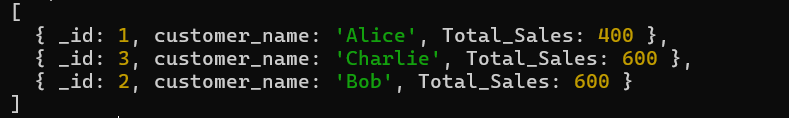 [
  { _id: 1, customer_name: 'Alice', Total_Sales: 400 },
  { _id: 3, customer_name: 'Charlie', Total_Sales: 600 },
  { _id: 2, customer_name: 'Bob', Total_Sales: 600 }
]